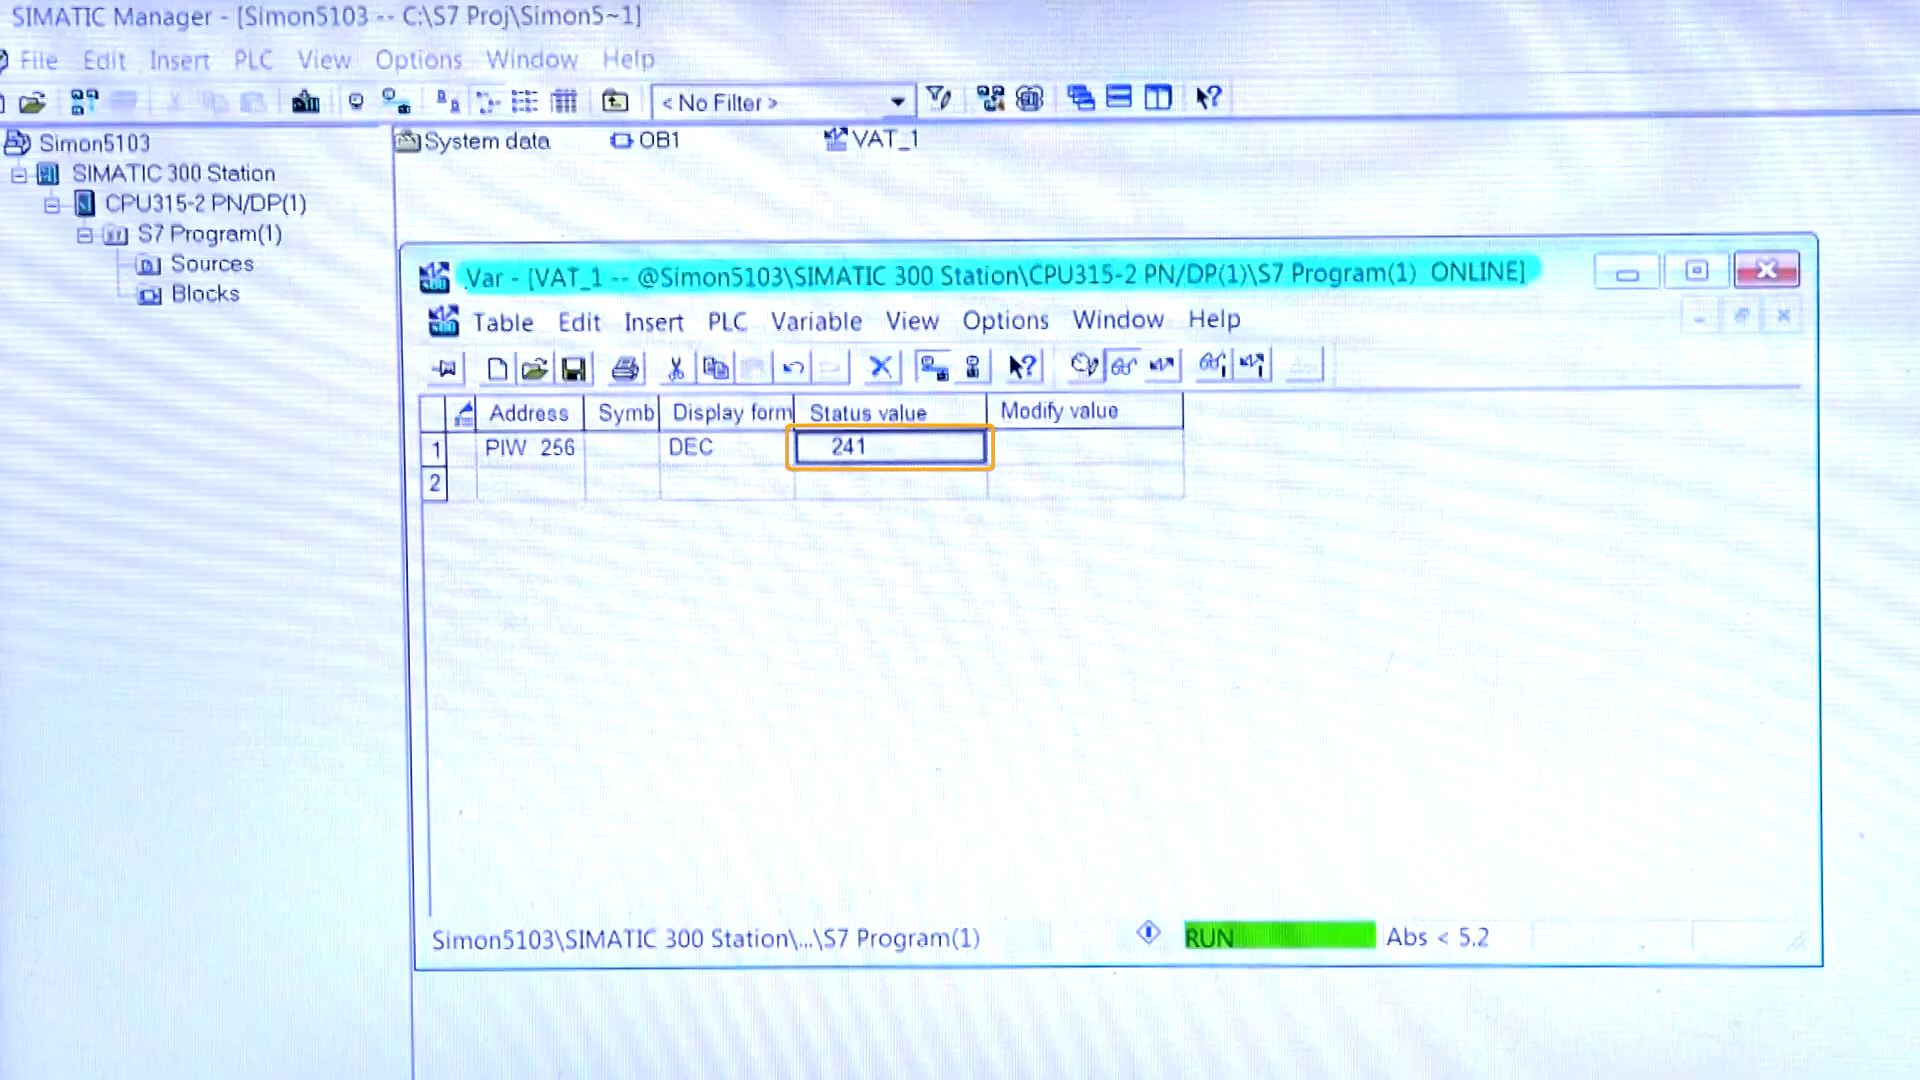 SIMATIC Manager - [Simon5103 -- C:\S7 Proj\Simon5~1]
File Edit Insert PLC View Options Window Help
< No Filter >
Simon5103
SIMATIC 300 Station
CPU315-2 PN/DP(1)
S7 Program(1)
Sources
Blocks
System data OB1 VAT_1
Var - [VAT_1 -- @Simon5103\SIMATIC 300 Station\CPU315-2 PN/DP(1)\S7 Program(1) ONLINE]
Table Edit Insert PLC Variable View Options Window Help
Address Symb Display form Status value Modify value
1 PIW 256 DEC 241
2
Simon5103\SIMATIC 300 Station\...\S7 Program(1) RUN Abs < 5.2